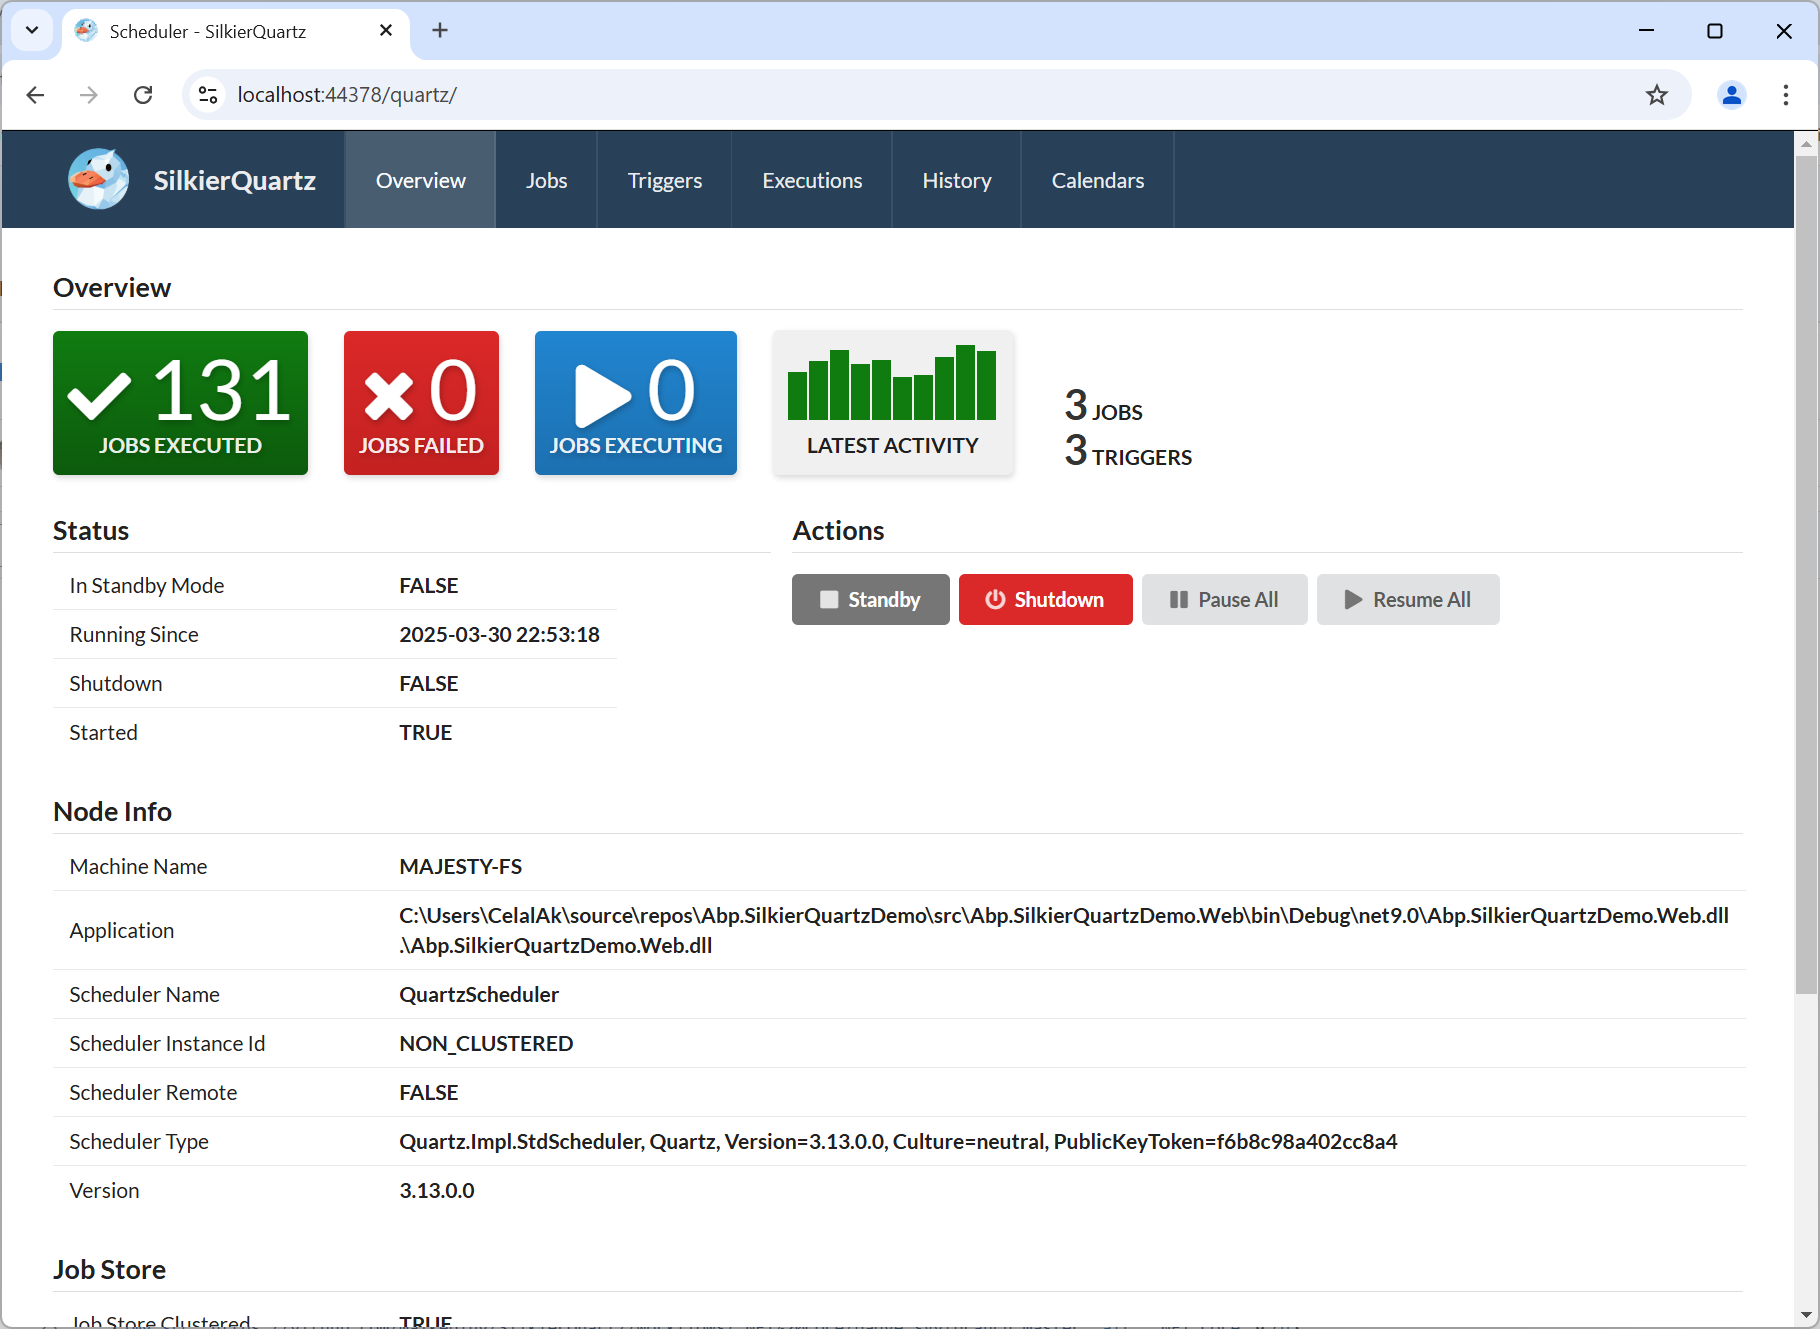 Scheduler - SilkierQuartz
localhost:44378/quartz/
SilkierQuartz
Overview
Jobs
Triggers
Executions
History
Calendars
Overview
131
JOBS EXECUTED
0
JOBS FAILED
0
JOBS EXECUTING
LATEST ACTIVITY
3 JOBS
3 TRIGGERS
Status
In Standby Mode FALSE
Running Since 2025-03-30 22:53:18
Shutdown FALSE
Started TRUE
Actions
Standby
Shutdown
Pause All
Resume All
Node Info
Machine Name MAJESTY-FS
Application C:\Users\CelalAk\source\repos\Abp.SilkierQuartzDemo\src\Abp.SilkierQuartzDemo.Web\bin\Debug\net9.0\Abp.SilkierQuartzDemo.Web.dll
.\Abp.SilkierQuartzDemo.Web.dll
Scheduler Name QuartzScheduler
Scheduler Instance Id NON_CLUSTERED
Scheduler Remote FALSE
Scheduler Type Quartz.Impl.StdScheduler, Quartz, Version=3.13.0.0, Culture=neutral, PublicKeyToken=f6b8c98a402cc8a4
Version 3.13.0.0
Job Store
Job Store Clustered TRUE